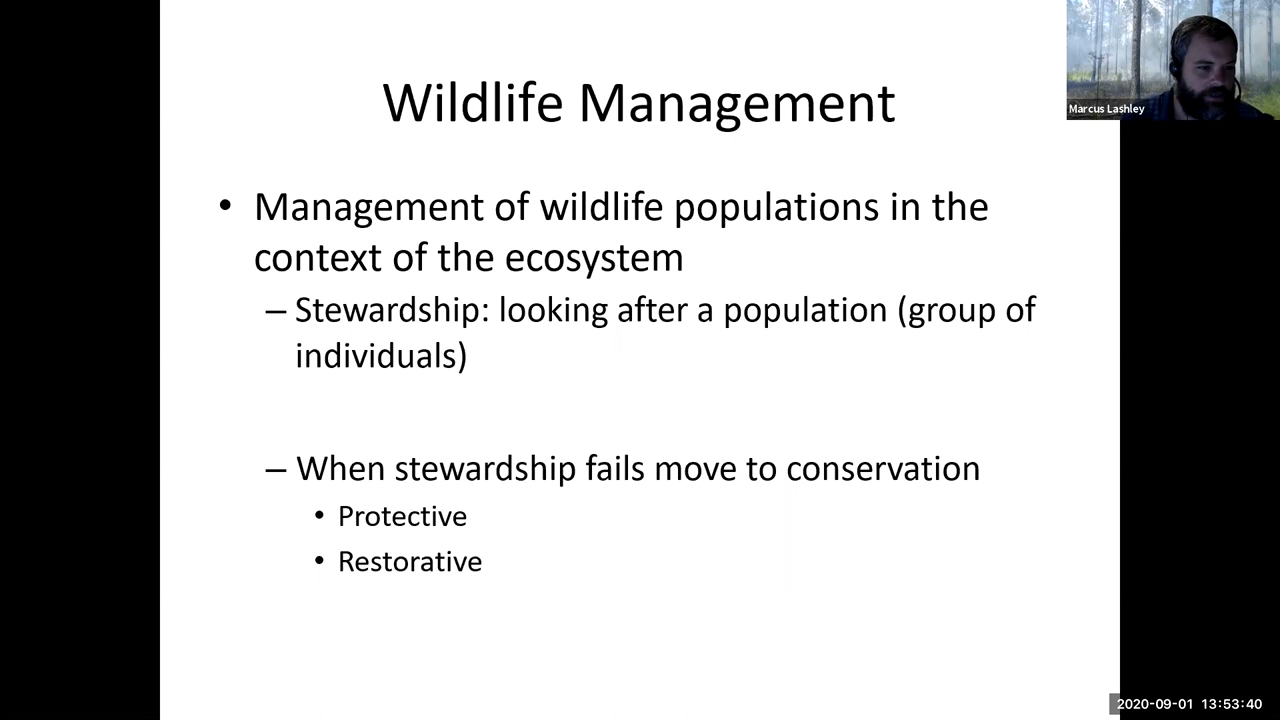 Wildlife Management
Marcus Lashley
• Management of wildlife populations in the
context of the ecosystem
– Stewardship: looking after a population (group of
individuals)
– When stewardship fails move to conservation
• Protective
• Restorative
2020-09-01 13:53:40